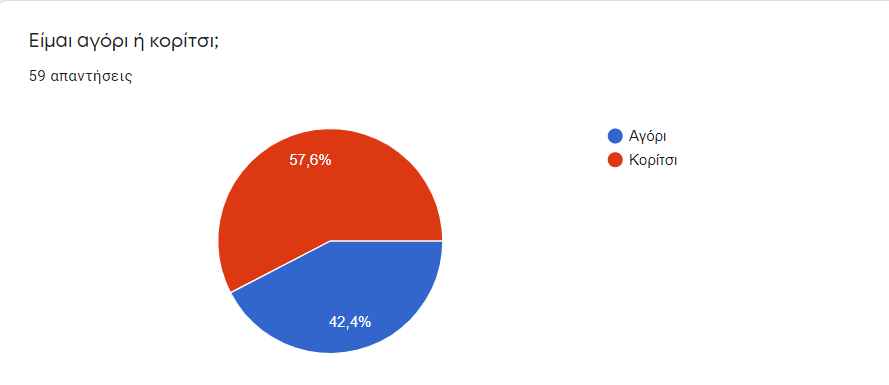 Είμαι αγόρι ή κορίτσι;
59 απαντήσεις
Αγόρι
Κορίτσι
57,6%
42,4%